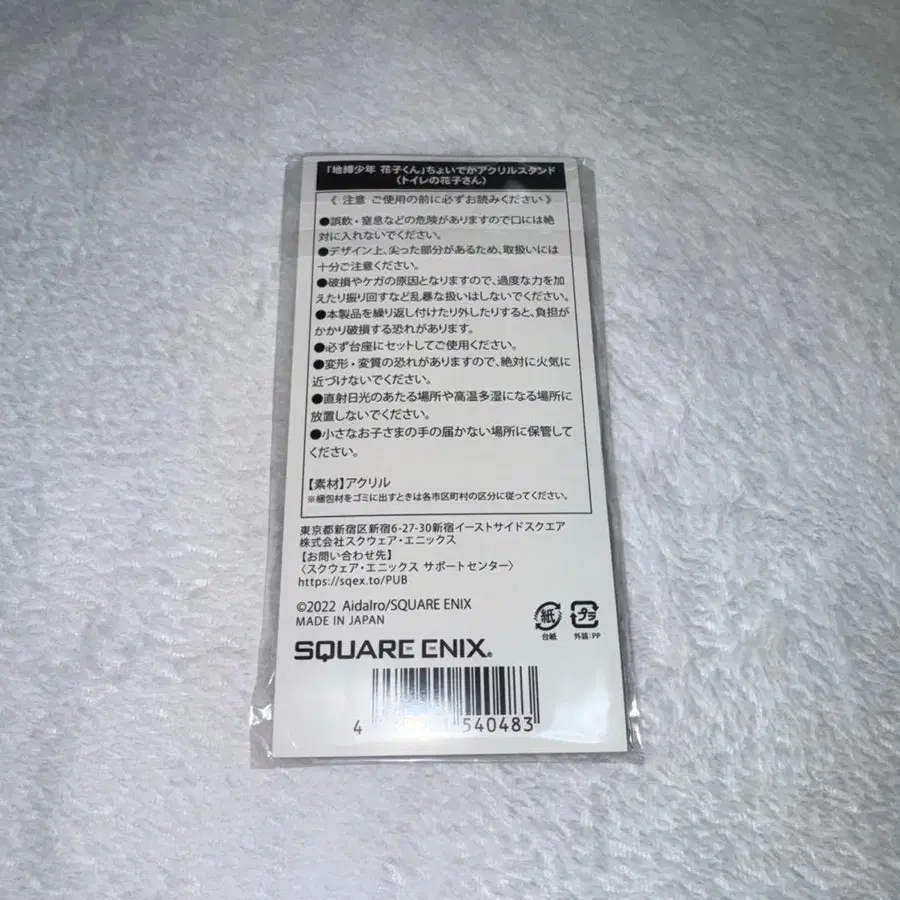 「地縛少年 花子くん」ちょいでかアクリルスタンド
(トイレの花子さん)
《 注意 ご使用の前に必ずお読みください 》
●誤飲・窒息などの危険がありますので口には絶
対に入れないでください。
●デザイン上、尖った部分があるため、取扱いには
十分ご注意ください。
●破損やケガの原因となりますので、過度な力を加
えたり振り回すなど乱暴な扱いはしないでください。
●本製品を繰り返し付けたり外したりすると、負担が
かかり破損する恐れがあります。
●必ず台座にセットしてご使用ください。
●変形・変質の恐れがありますので、絶対に火気に
近づけないでください。
●直射日光のあたる場所や高温多湿になる場所に
放置しないでください。
●小さなお子さまの手の届かない場所に保管して
ください。
【素材】アクリル
※梱包材をゴミに出すときは各市区町村の区分に従ってください。
東京都新宿区新宿6-27-30新宿イーストサイドスクエア
株式会社スクウェア・エニックス
【お問い合わせ先】
〈スクウェア・エニックス サポートセンター〉
https://sqex.to/PUB
©2022 AidaIro/SQUARE ENIX
MADE IN JAPAN
紙 プラ
台紙 外装:PP
SQUARE ENIX®
4 540483